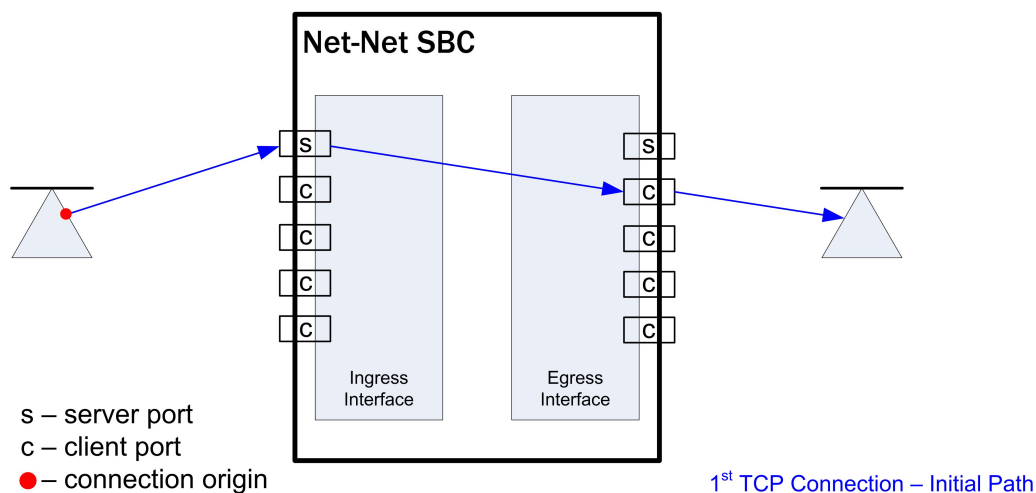 Net-Net SBC
s
s
c
c
c
c
c
c
c
c
Ingress
Interface
Egress
Interface
s – server port
c – client port
– connection origin
1st TCP Connection – Initial Path